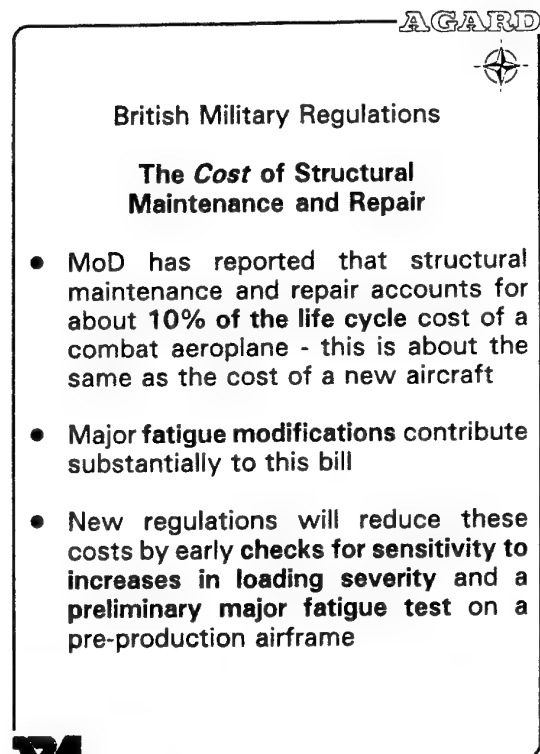 AGARD
British Military Regulations
The Cost of Structural
Maintenance and Repair
• MoD has reported that structural
maintenance and repair accounts for
about 10% of the life cycle cost of a
combat aeroplane - this is about the
same as the cost of a new aircraft
• Major fatigue modifications contribute
substantially to this bill
• New regulations will reduce these
costs by early checks for sensitivity to
increases in loading severity and a
preliminary major fatigue test on a
pre-production airframe